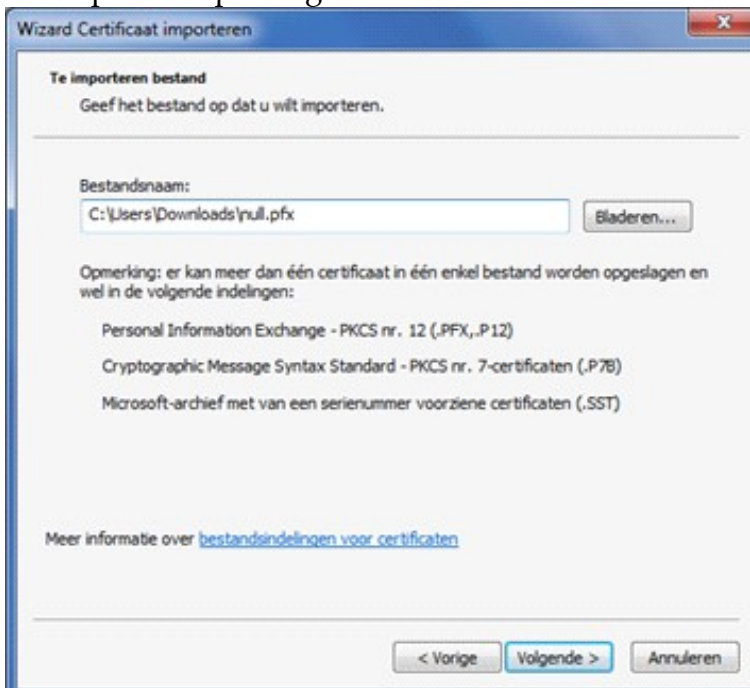 Wizard Certificaat importeren
Te importeren bestand
Geef het bestand op dat u wilt importeren.
Bestandsnaam:
C:\Users\Downloads\null.pfx
Bladeren...
Opmerking: er kan meer dan één certificaat in één enkel bestand worden opgeslagen en
wel in de volgende indelingen:
Personal Information Exchange - PKCS nr. 12 (.PFX,.P12)
Cryptographic Message Syntax Standard - PKCS nr. 7-certificaten (.P7B)
Microsoft-archief met van een serienummer voorziene certificaten (.SST)
Meer informatie over bestandsindelingen voor certificaten
< Vorige Volgende > Annuleren